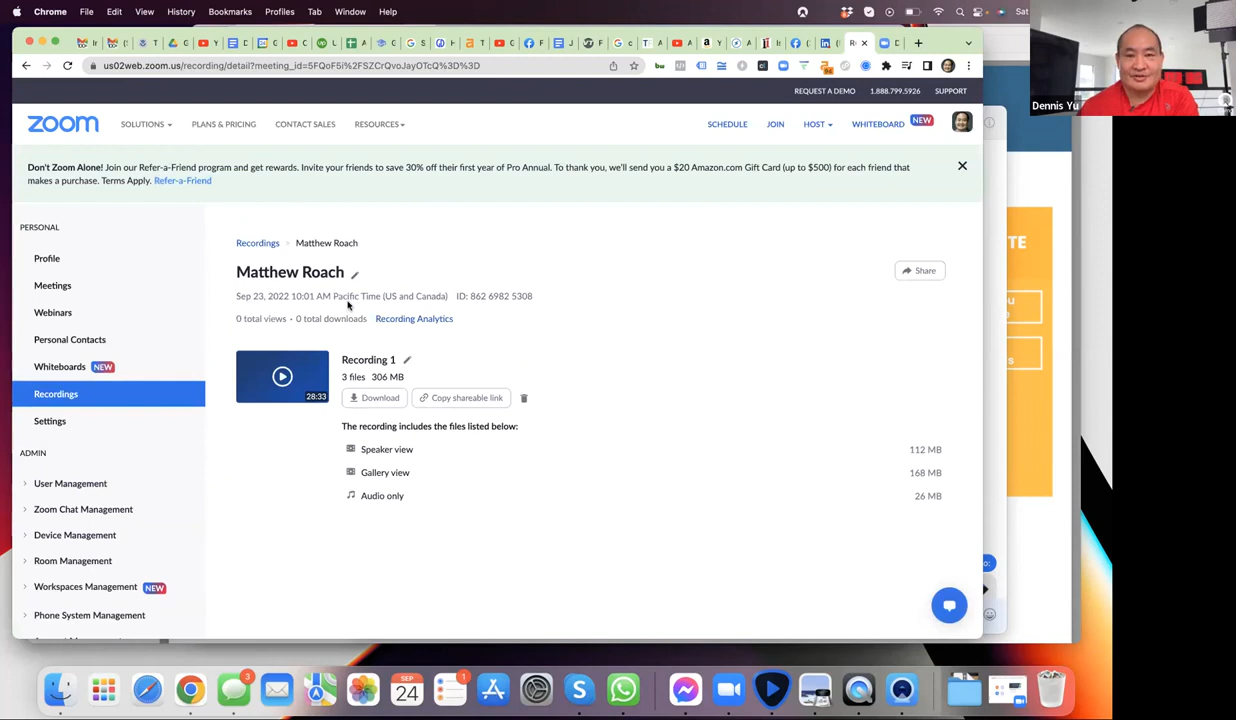 Chrome File Edit View History Bookmarks Profiles Tab Window Help Sat
us02web.zoom.us/recording/detail?meeting_id=5FQoF5i%2FSZCrQvoJayOTcQ%3D%3D
REQUEST A DEMO 1.888.799.5926 SUPPORT
Dennis Yu
zoom SOLUTIONS PLANS & PRICING CONTACT SALES RESOURCES SCHEDULE JOIN HOST WHITEBOARD NEW
Don't Zoom Alone! Join our Refer-a-Friend program and get rewards. Invite your friends to save 30% off their first year of Pro Annual. To thank you, we'll send you a $20 Amazon.com Gift Card (up to $500) for each friend that
makes a purchase. Terms Apply. Refer-a-Friend
PERSONAL
Profile
Meetings
Webinars
Personal Contacts
Whiteboards NEW
Recordings
Settings
ADMIN
User Management
Zoom Chat Management
Device Management
Room Management
Workspaces Management NEW
Phone System Management
Recordings > Matthew Roach
Matthew Roach
Share
Sep 23, 2022 10:01 AM Pacific Time (US and Canada) ID: 862 6982 5308
0 total views • 0 total downloads Recording Analytics
28:33
Recording 1
3 files 306 MB
Download Copy shareable link
The recording includes the files listed below:
Speaker view 112 MB
Gallery view 168 MB
Audio only 26 MB
TE
3
SEP
24
1